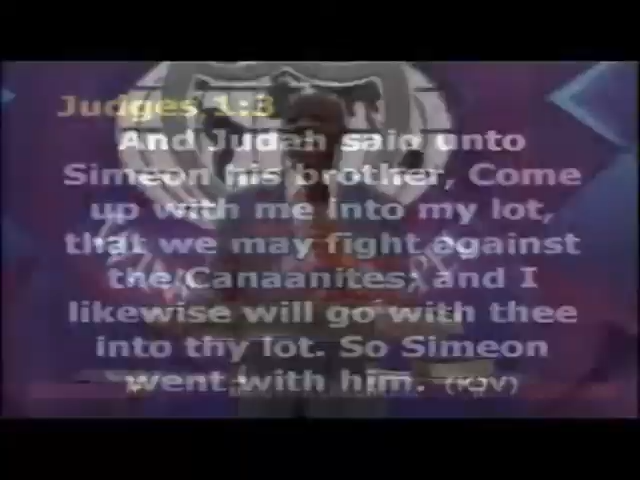 Judges 1:3
And Judah said unto
Simeon his brother, Come
up with me into my lot,
that we may fight against
the Canaanites; and I
likewise will go with thee
into thy lot. So Simeon
went with him. (KJV)